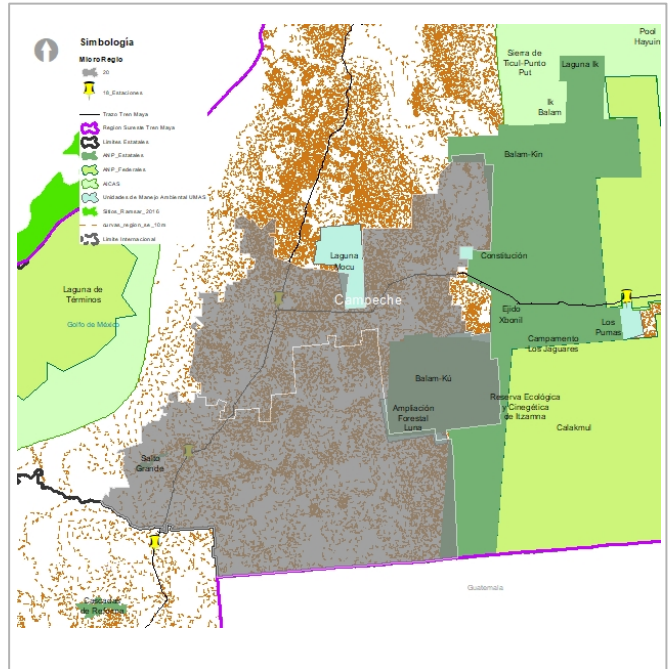 Simbología
MicroRegio
20
18_Estaciones
Trazo Tren Maya
Region Sureste Tren Maya
Limites Estatales
ANP_Estatales
ANP_Federales
AICAS
Unidades de Manejo Ambiental UMAS
Sitios_Ramsar_2016
curvas_region_se_10m
Limite Internacional
Pool
Hayuin
Sierra de
Ticul-Punto
Put
Laguna Ik
Ik
Balam
Balam-Kin
Laguna
Mocu
Constitución
Campeche
Laguna de
Términos
Golfo de México
Ejido
Xbonil
Los
Pumas
Campamento
Los Jaguares
Balam-Kú
Reserva Ecológica
y Cinegética
de Itzamna
Ampliación
Forestal
Luna
Calakmul
Salto
Grande
Guatemala
Cascadas
de Reforma